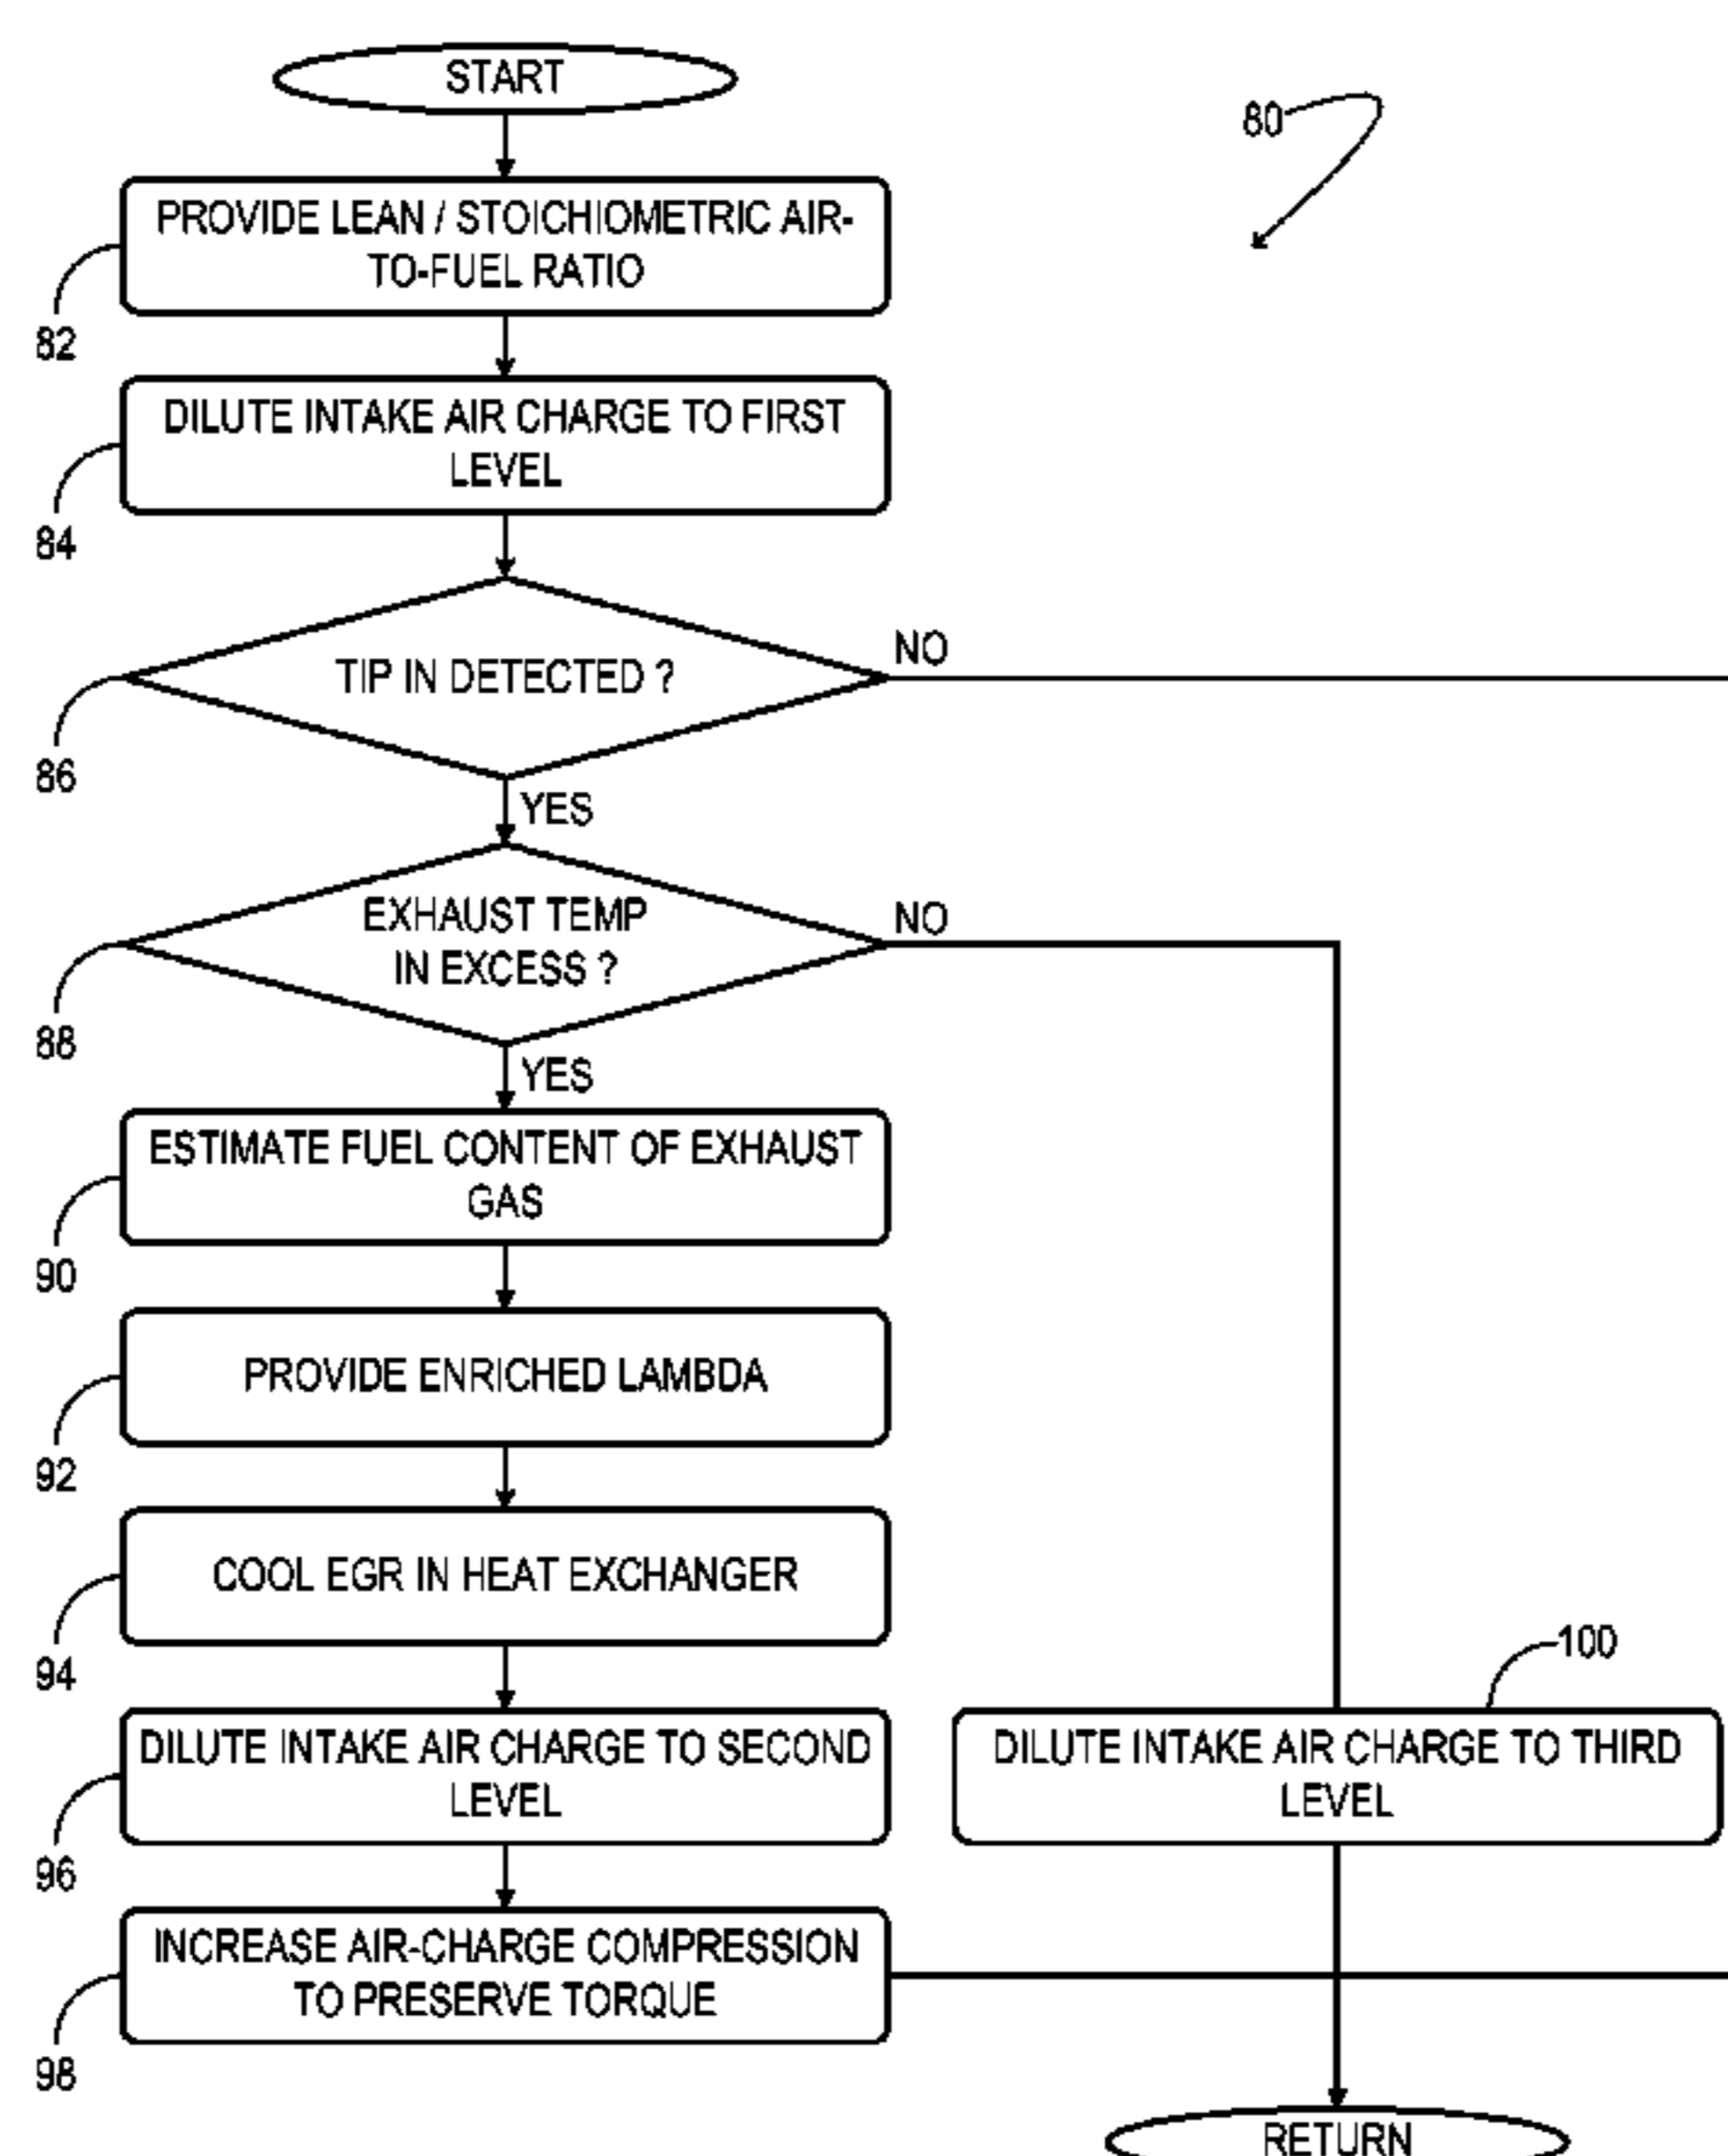 START
80
PROVIDE LEAN / STOICHIOMETRIC AIR-
TO-FUEL RATIO
82
DILUTE INTAKE AIR CHARGE TO FIRST
LEVEL
84
NO
TIP IN DETECTED ?
86
YES
EXHAUST TEMP
IN EXCESS ?
NO
88
YES
ESTIMATE FUEL CONTENT OF EXHAUST
GAS
90
PROVIDE ENRICHED LAMBDA
92
COOL EGR IN HEAT EXCHANGER
94
100
DILUTE INTAKE AIR CHARGE TO SECOND
LEVEL
96
DILUTE INTAKE AIR CHARGE TO THIRD
LEVEL
INCREASE AIR-CHARGE COMPRESSION
TO PRESERVE TORQUE
98
RETURN